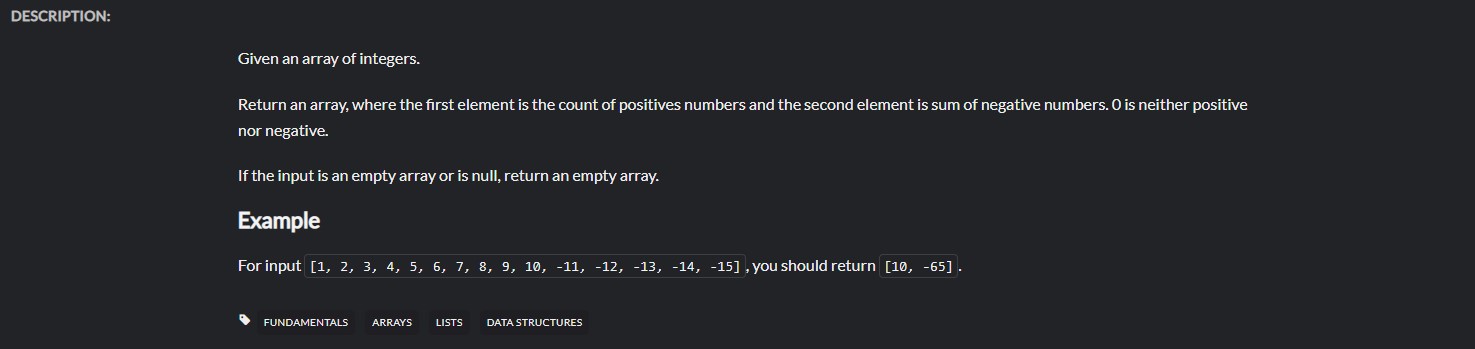 DESCRIPTION:
Given an array of integers.
Return an array, where the first element is the count of positives numbers and the second element is sum of negative numbers. 0 is neither positive
nor negative.
If the input is an empty array or is null, return an empty array.
Example
For input [1, 2, 3, 4, 5, 6, 7, 8, 9, 10, -11, -12, -13, -14, -15], you should return [10, -65].
FUNDAMENTALS ARRAYS LISTS DATA STRUCTURES